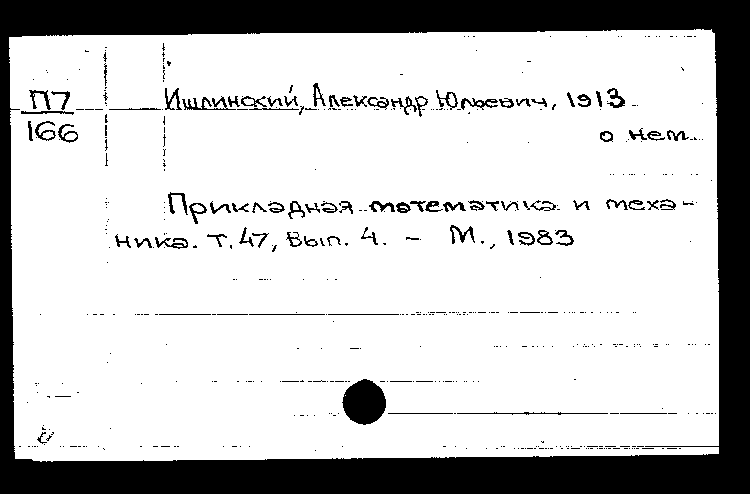 П7
166
Ишлинский, Александр Юльевич, 1913
о нем
Прикладная математика и меха-
ника. Т. 47, Вып. 4. – М., 1983